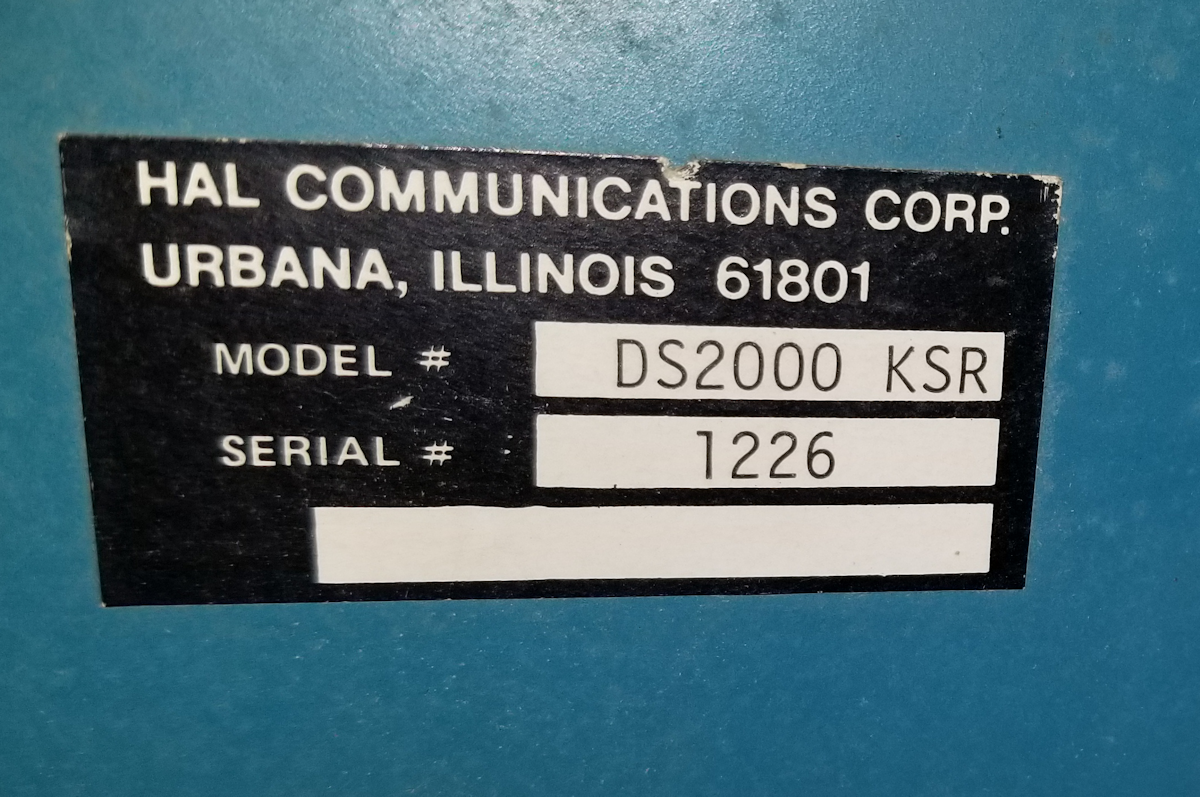 HAL COMMUNICATIONS CORP.
URBANA, ILLINOIS 61801
MODEL # DS2000 KSR
SERIAL # 1226